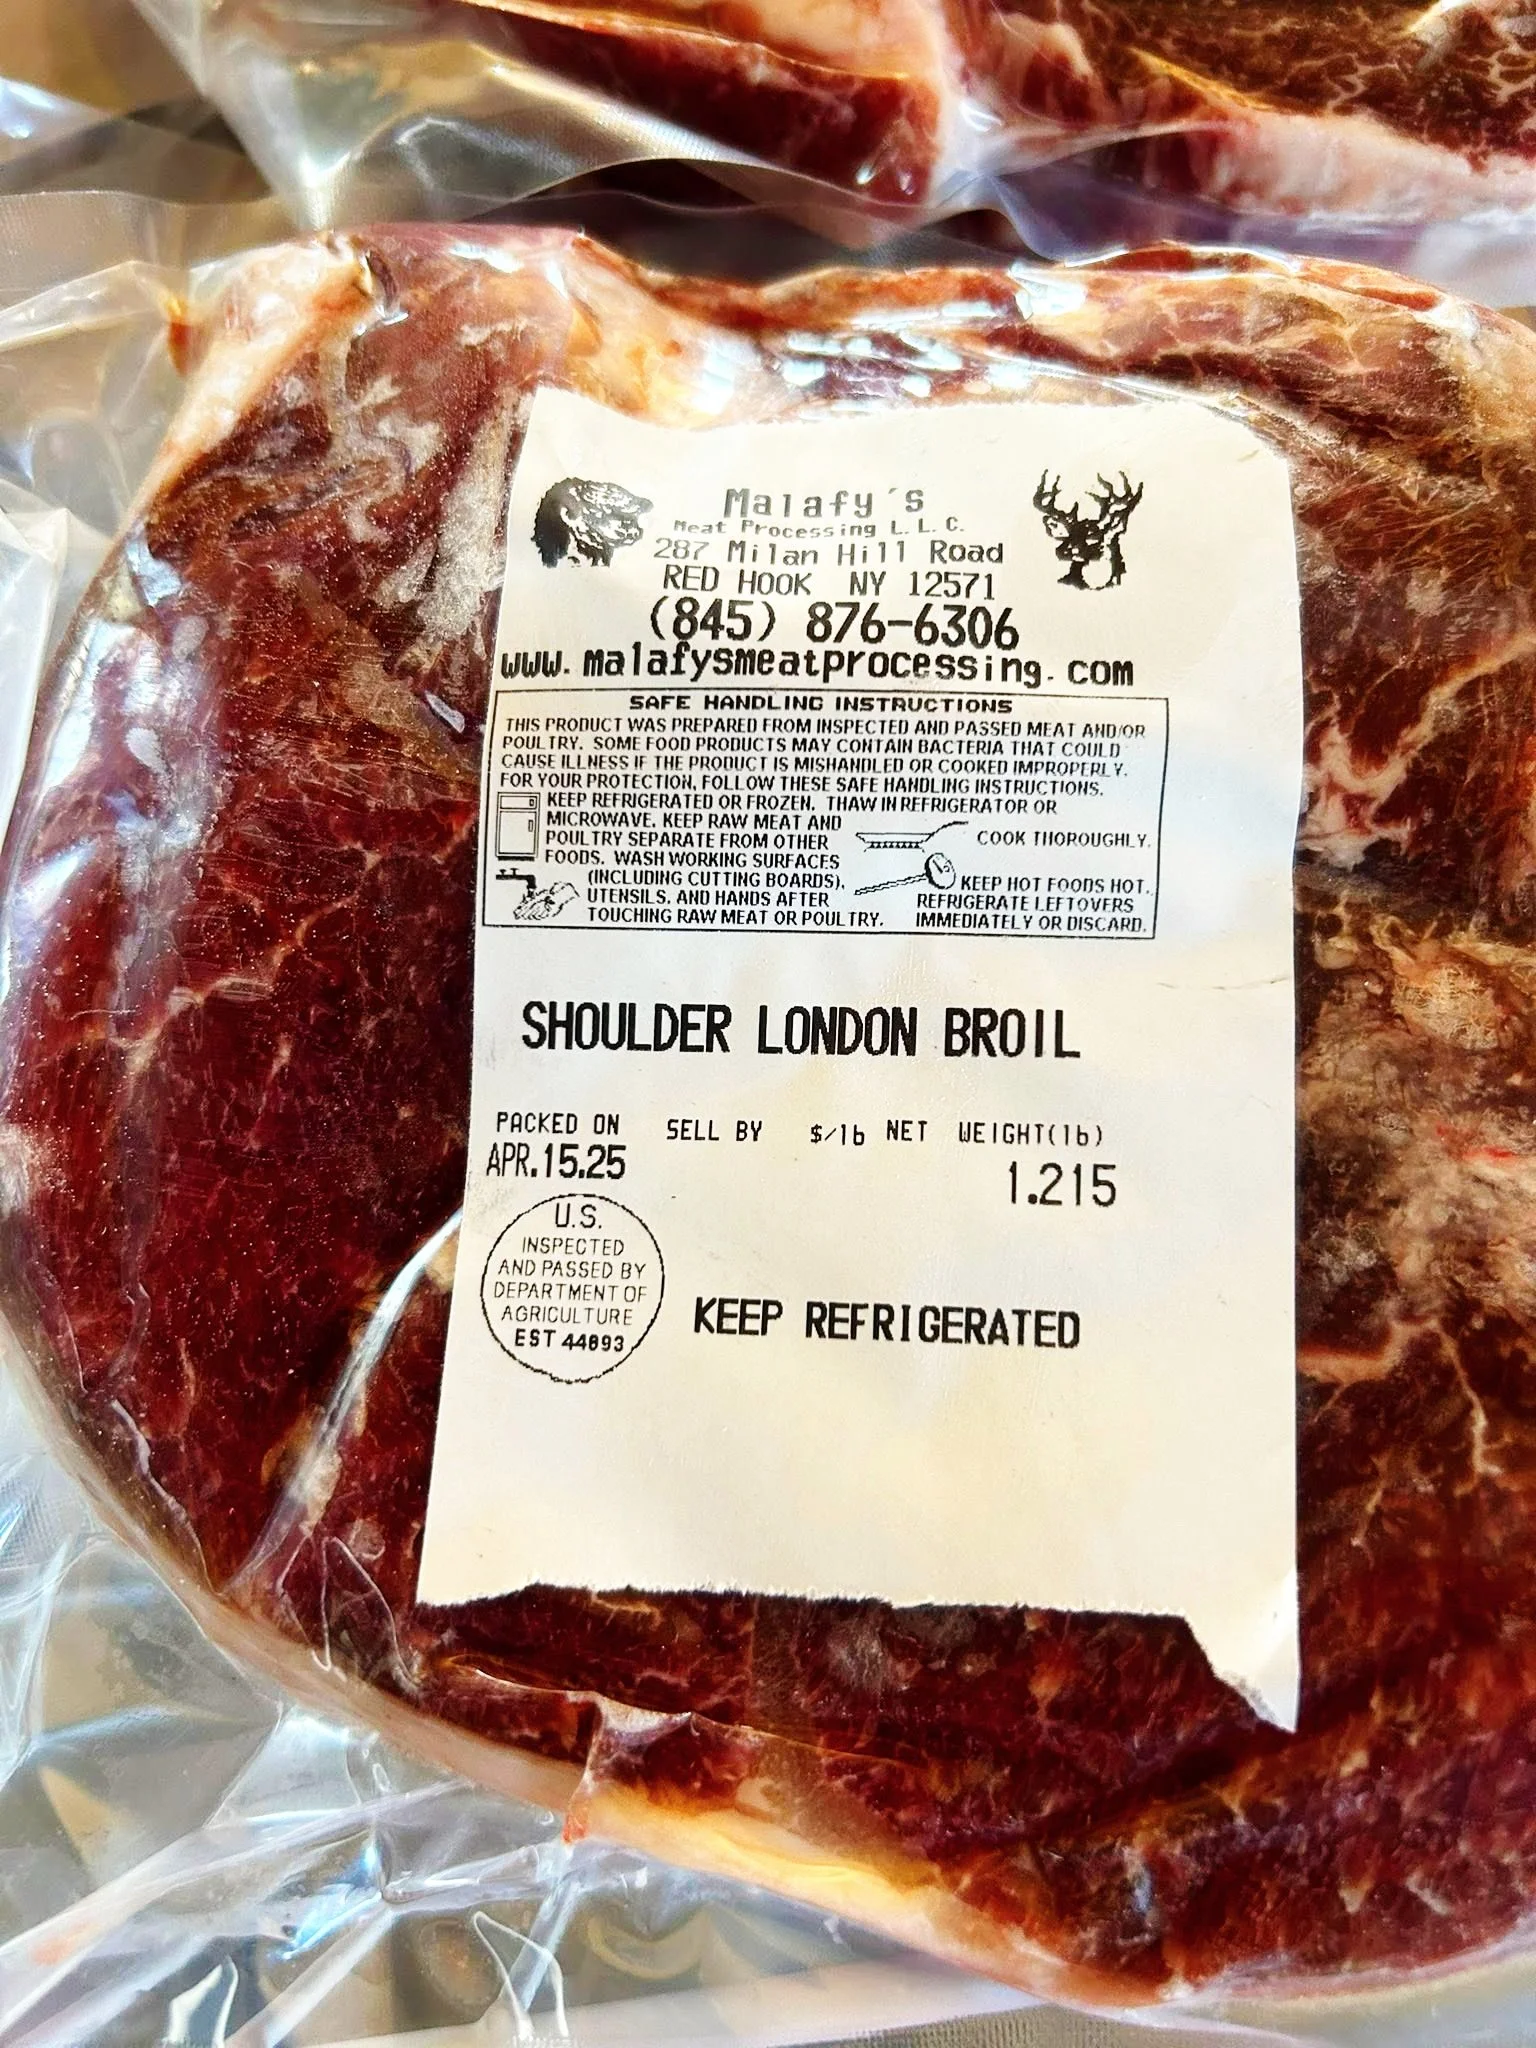 Malafy's
Meat Processing L.L.C.
287 Milan Hill Road
RED HOOK NY 12571
(845) 876-6306
www.malafysmeatprocessing.com
SAFE HANDLING INSTRUCTIONS
THIS PRODUCT WAS PREPARED FROM INSPECTED AND PASSED MEAT AND/OR
POULTRY. SOME FOOD PRODUCTS MAY CONTAIN BACTERIA THAT COULD
CAUSE ILLNESS IF THE PRODUCT IS MISHANDLED OR COOKED IMPROPERLY.
FOR YOUR PROTECTION, FOLLOW THESE SAFE HANDLING INSTRUCTIONS.
KEEP REFRIGERATED OR FROZEN. THAW IN REFRIGERATOR OR
MICROWAVE. KEEP RAW MEAT AND
POULTRY SEPARATE FROM OTHER
FOODS. WASH WORKING SURFACES
(INCLUDING CUTTING BOARDS),
UTENSILS, AND HANDS AFTER
TOUCHING RAW MEAT OR POULTRY.
COOK THOROUGHLY.
KEEP HOT FOODS HOT.
REFRIGERATE LEFTOVERS
IMMEDIATELY OR DISCARD.
SHOULDER LONDON BROIL
PACKED ON SELL BY $/lb NET WEIGHT(lb)
APR.15.25 1.215
U.S.
INSPECTED
AND PASSED BY
DEPARTMENT OF
AGRICULTURE
EST 44893
KEEP REFRIGERATED